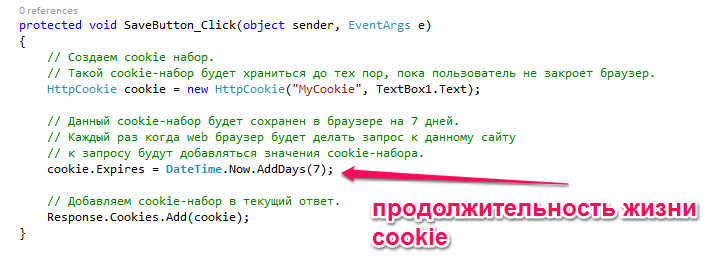 0 references
protected void SaveButton_Click(object sender, EventArgs e)
{
// Создаем cookie набор.
// Такой cookie-набор будет храниться до тех пор, пока пользователь не закроет браузер.
HttpCookie cookie = new HttpCookie("MyCookie", TextBox1.Text);
// Данный cookie-набор будет сохранен в браузере на 7 дней.
// Каждый раз когда web браузер будет делать запрос к данному сайту
// к запросу будут добавляться значения cookie-набора.
cookie.Expires = DateTime.Now.AddDays(7);
// Добавляем cookie-набор в текущий ответ.
Response.Cookies.Add(cookie);
}
продолжительность жизни
cookie